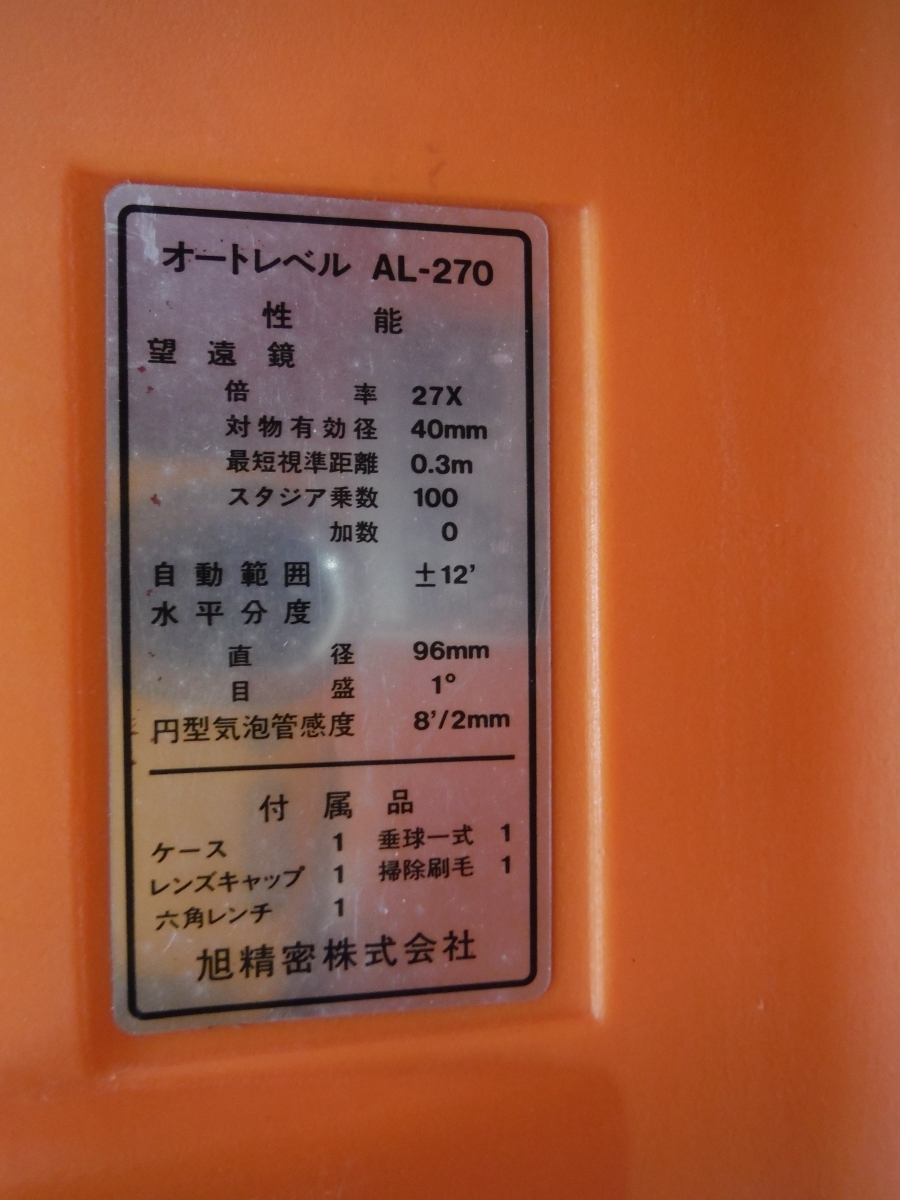 オートレベル AL-270
性能
望遠鏡
倍率 27X
対物有効径 40mm
最短視準距離 0.3m
スタジア乗数 100
加数 0
自動範囲 ±12'
水平分度
直径 96mm
目盛 1°
円型気泡管感度 8'/2mm
付属品
ケース 1 垂球一式 1
レンズキャップ 1 掃除刷毛 1
六角レンチ 1
旭精密株式会社